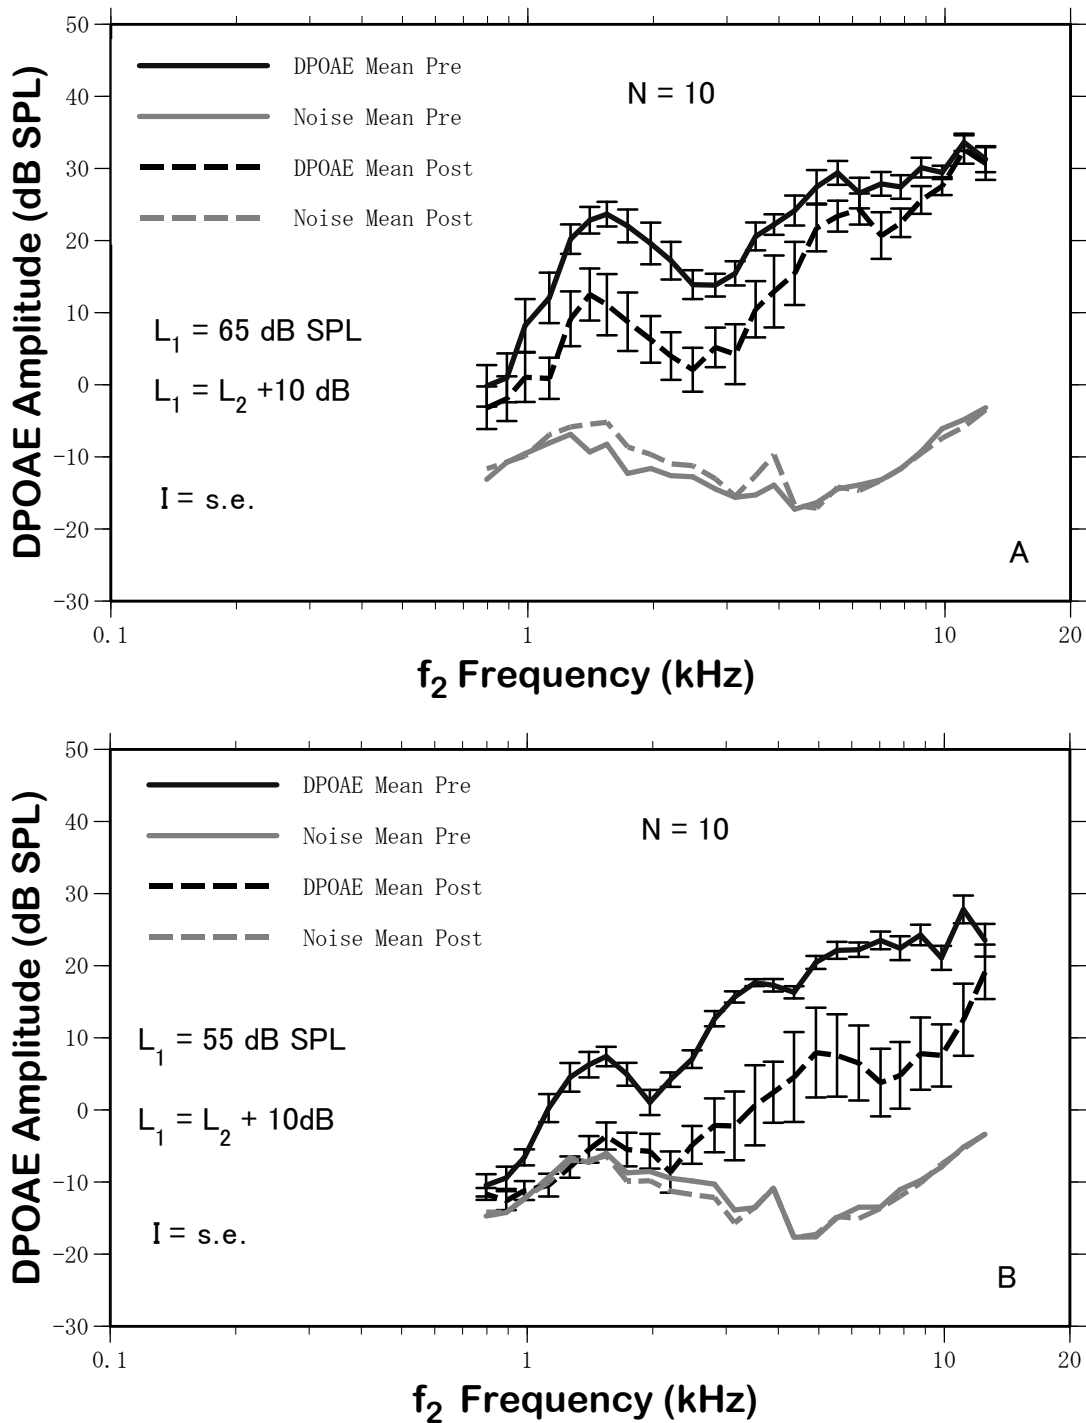 50
40
30
20
10
0
-10
-20
-30
DPOAE Amplitude (dB SPL)
DPOAE Mean Pre
Noise Mean Pre
DPOAE Mean Post
Noise Mean Post
N = 10
L1 = 65 dB SPL
L1 = L2 +10 dB
I = s.e.
A
0.1 1 10 20
f2 Frequency (kHz)
50
40
30
20
10
0
-10
-20
-30
DPOAE Amplitude (dB SPL)
DPOAE Mean Pre
Noise Mean Pre
DPOAE Mean Post
Noise Mean Post
N = 10
L1 = 55 dB SPL
L1 = L2 + 10dB
I = s.e.
B
0.1 1 10 20
f2 Frequency (kHz)